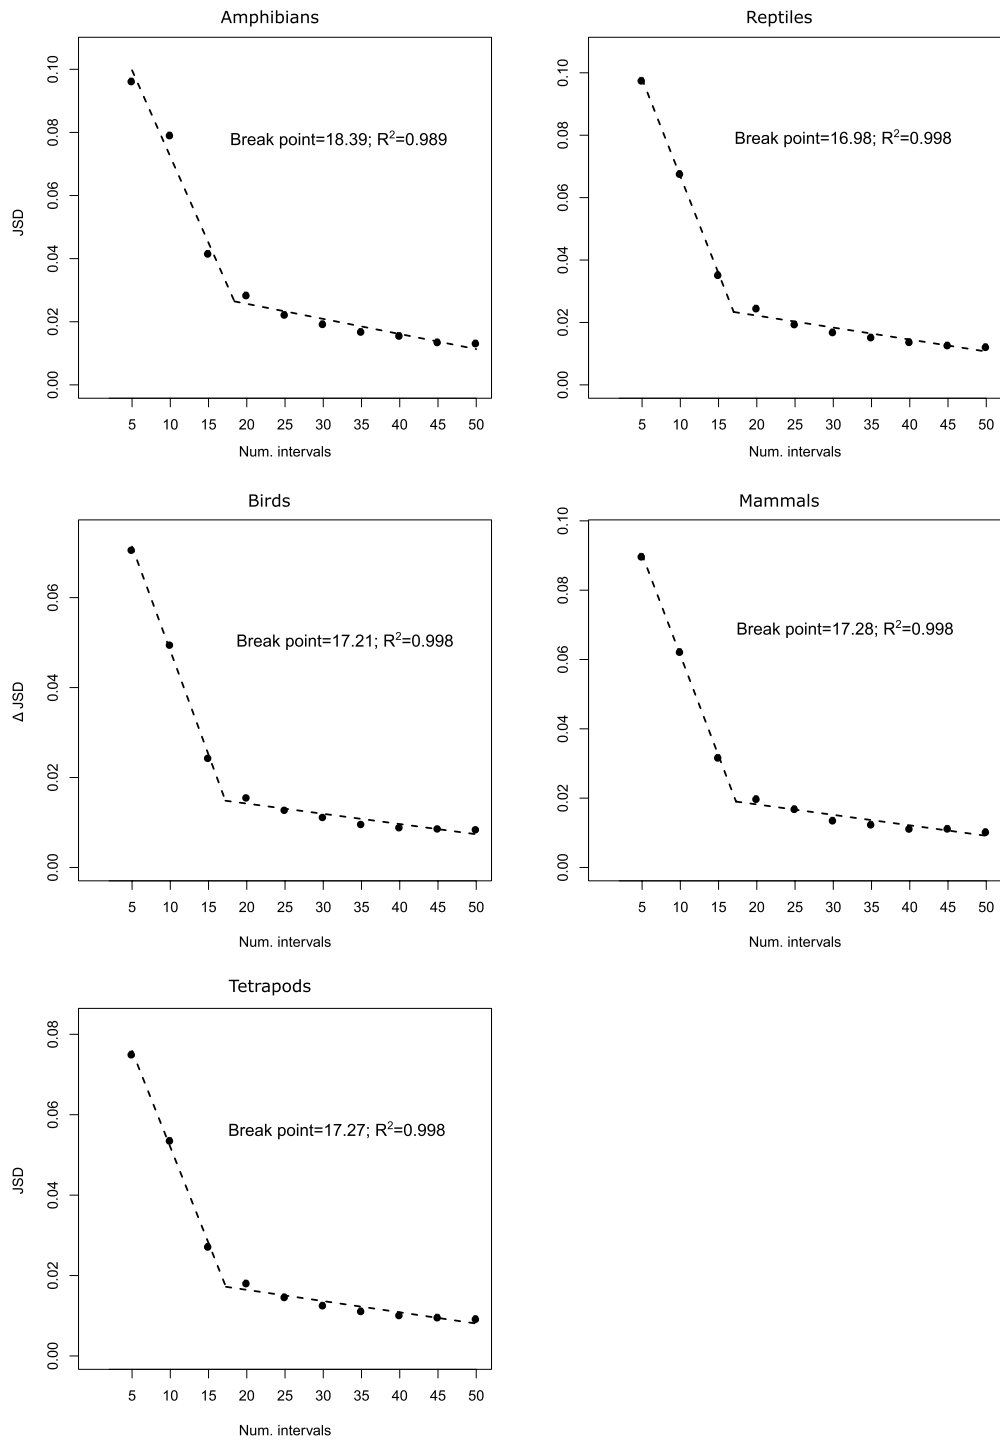 Amphibians
JSD
0.10
0.08
0.06
0.04
0.02
0.00
Break point=18.39; R²=0.989
5 10 15 20 25 30 35 40 45 50
Num. intervals
Reptiles
0.10
0.08
0.06
0.04
0.02
0.00
Break point=16.98; R²=0.998
5 10 15 20 25 30 35 40 45 50
Num. intervals
Birds
Δ JSD
0.06
0.04
0.02
0.00
Break point=17.21; R²=0.998
5 10 15 20 25 30 35 40 45 50
Num. intervals
Mammals
0.10
0.08
0.06
0.04
0.02
0.00
Break point=17.28; R²=0.998
5 10 15 20 25 30 35 40 45 50
Num. intervals
Tetrapods
JSD
0.08
0.06
0.04
0.02
0.00
Break point=17.27; R²=0.998
5 10 15 20 25 30 35 40 45 50
Num. intervals